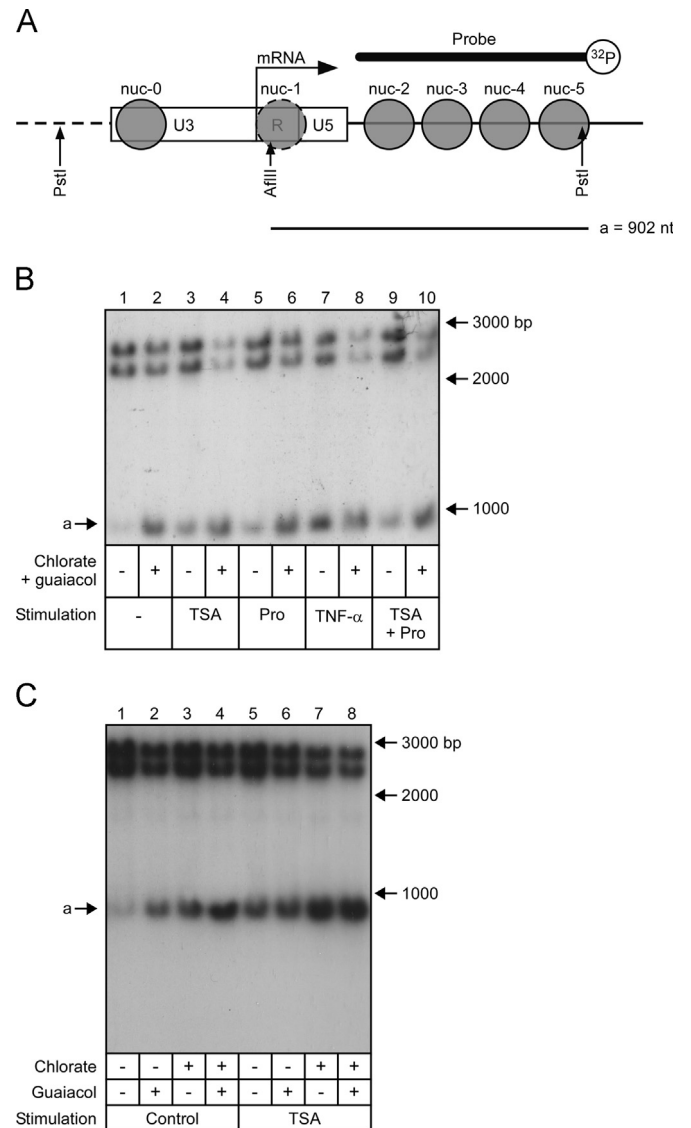 A
Probe
32P
mRNA
nuc-0
nuc-1
nuc-2
nuc-3
nuc-4
nuc-5
U3
R
U5
PstI
AflII
PstI
a = 902 nt
B
1 2 3 4 5 6 7 8 9 10
3000 bp
2000
1000
a
Chlorate + guaiacol - + - + - + - + - +
Stimulation - TSA Pro TNF-α TSA + Pro
C
1 2 3 4 5 6 7 8
3000 bp
2000
1000
a
Chlorate - - + + - - + +
Guaiacol - + - + - + - +
Stimulation Control TSA